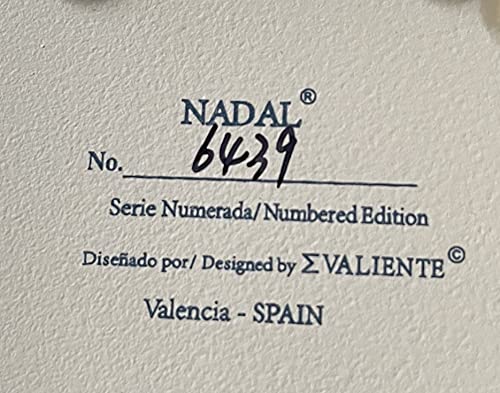 NADAL®
No. 6439
Serie Numerada/ Numbered Edition
Diseñado por/ Designed by ΣVALIENTE©
Valencia - SPAIN